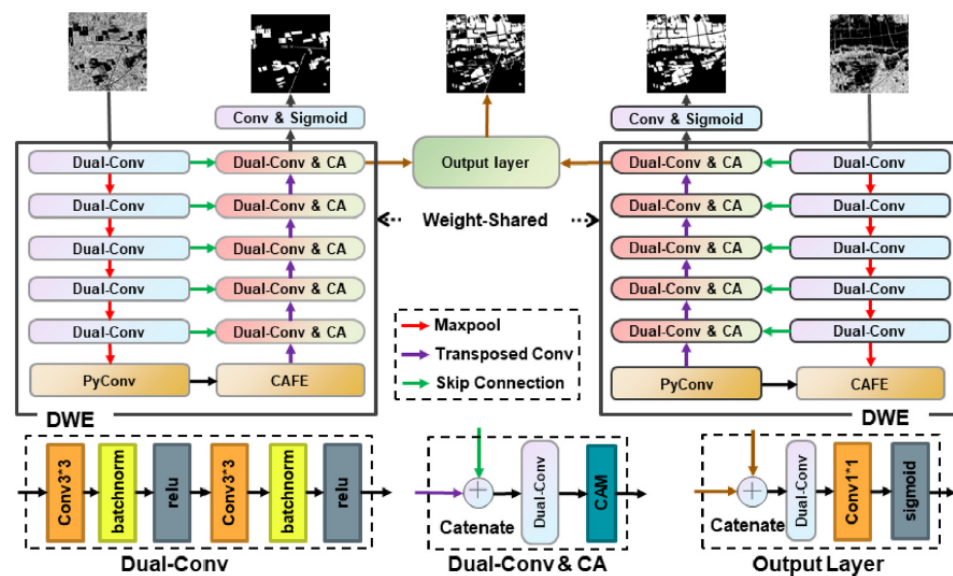 Conv & Sigmoid
Conv & Sigmoid
Dual-Conv
Dual-Conv & CA
Output layer
Dual-Conv & CA
Dual-Conv
Dual-Conv
Dual-Conv & CA
Weight-Shared
Dual-Conv & CA
Dual-Conv
Dual-Conv
Dual-Conv & CA
Dual-Conv & CA
Dual-Conv
Dual-Conv
Dual-Conv & CA
Dual-Conv & CA
Dual-Conv
Dual-Conv
Dual-Conv & CA
Dual-Conv & CA
Dual-Conv
Maxpool
Transposed Conv
Skip Connection
PyConv
CAFE
PyConv
CAFE
DWE
DWE
Conv3*3
batchnorm
relu
Conv3*3
batchnorm
relu
Dual-Conv
Catenate
Dual-Conv
CAM
Dual-Conv & CA
Catenate
Dual-Conv
Conv1*1
sigmoid
Output Layer